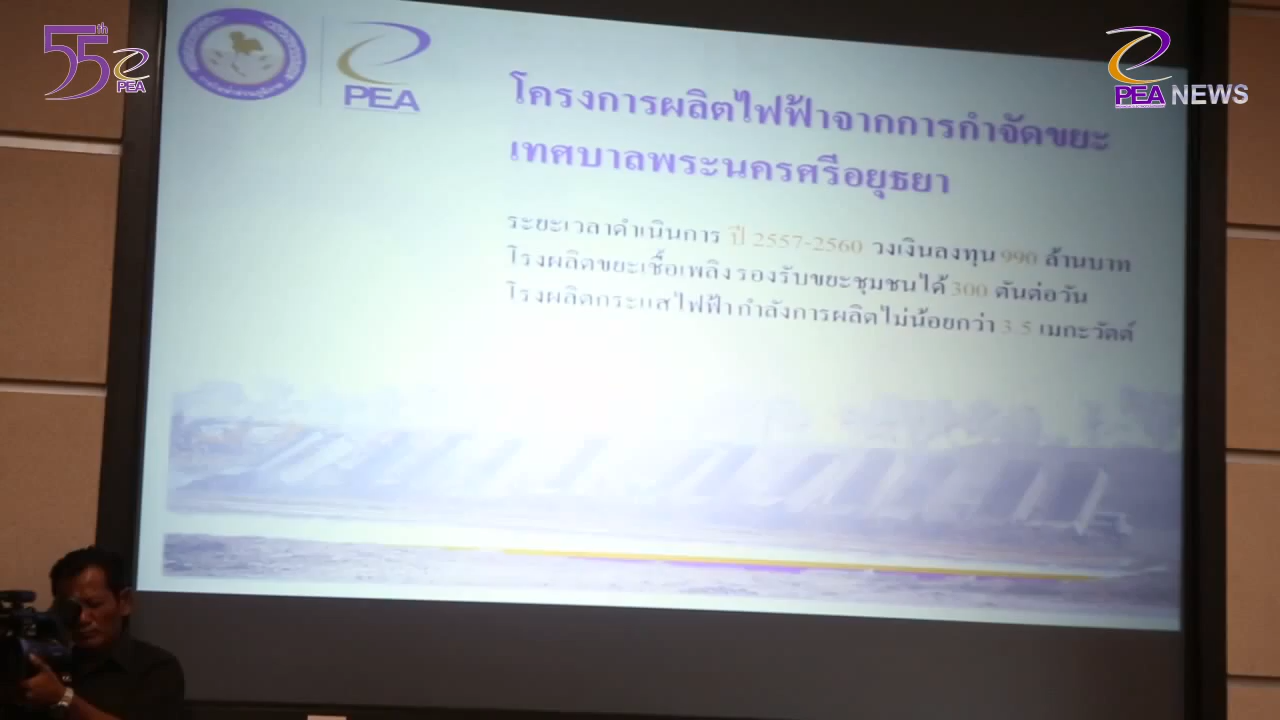 55th
PEA
PEA
PEA NEWS
โครงการผลิตไฟฟ้าจากการกำจัดขยะ
เทศบาลพระนครศรีอยุธยา
ระยะเวลาดำเนินการ ปี 2557-2560 วงเงินลงทุน 990 ล้านบาท
โรงผลิตขยะเชื้อเพลิง รองรับขยะชุมชนได้ 300 ตันต่อวัน
โรงผลิตกระแสไฟฟ้า กำลังการผลิตไม่น้อยกว่า 3.5 เมกะวัตต์